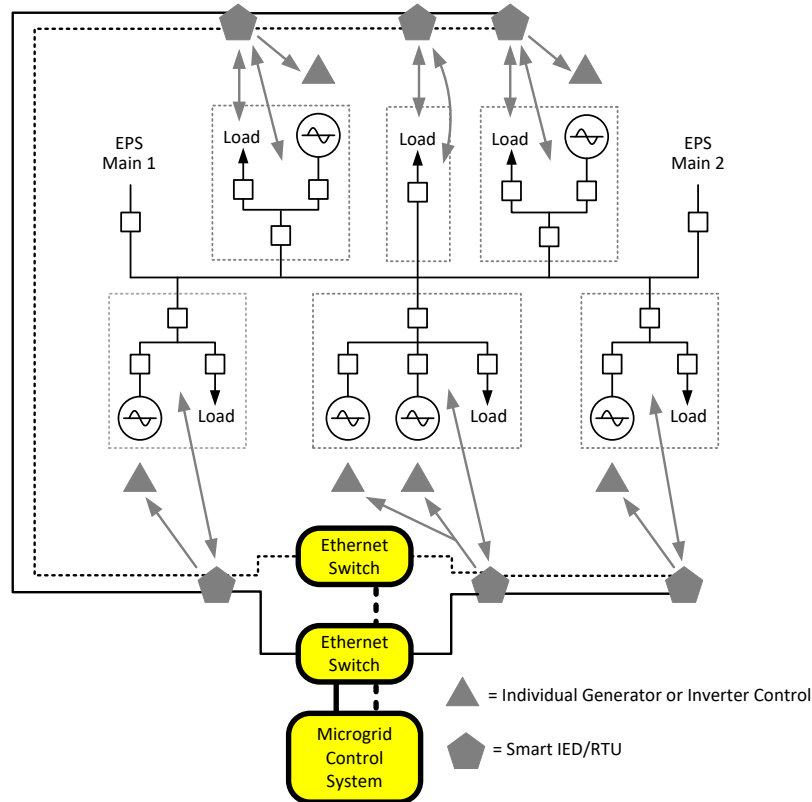 Load
Load
Load
EPS
Main 1
EPS
Main 2
Load
Load
Load
Ethernet
Switch
Ethernet
Switch
Microgrid
Control
System
= Individual Generator or Inverter Control
= Smart IED/RTU